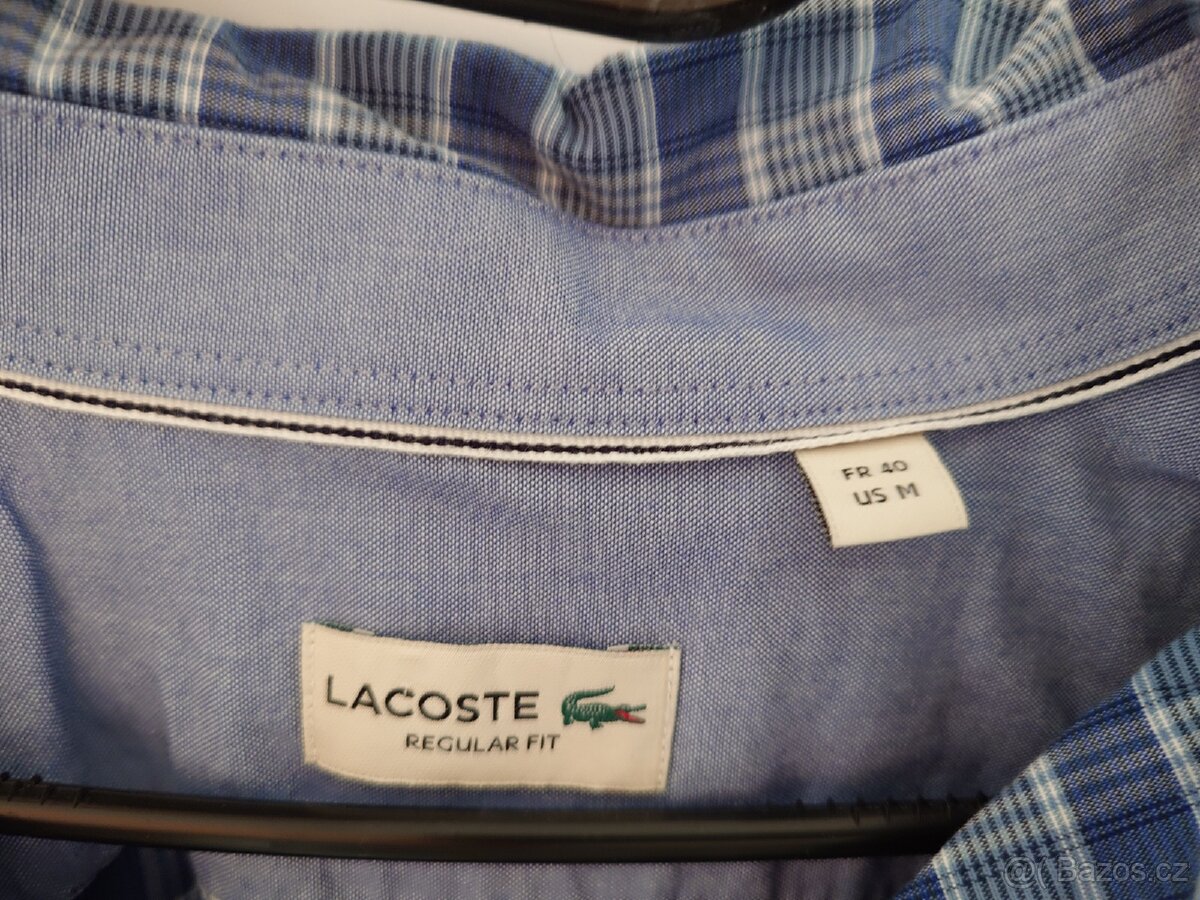 FR 40
US M
LACOSTE
REGULAR FIT
@( Bazos.cz